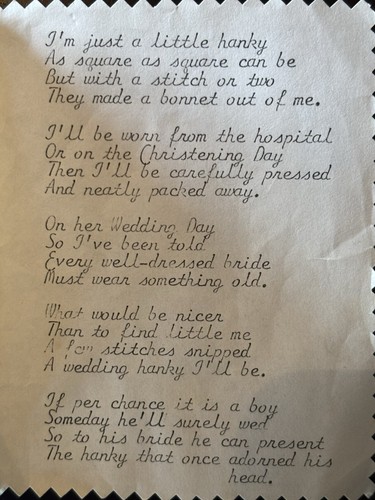 I'm just a little hanky
As square as square can be
But with a stitch or two
They made a bonnet out of me.
I'll be worn from the hospital
Or on the Christening Day
Then I'll be carefully pressed
And neatly packed away.
On her Wedding Day
So I've been told
Every well-dressed bride
Must wear something old.
What would be nicer
Than to find little me
A few stitches snipped
A wedding hanky I'll be.
If per chance it is a boy
Someday he'll surely wed
So to his bride he can present
The hanky that once adorned his
head.